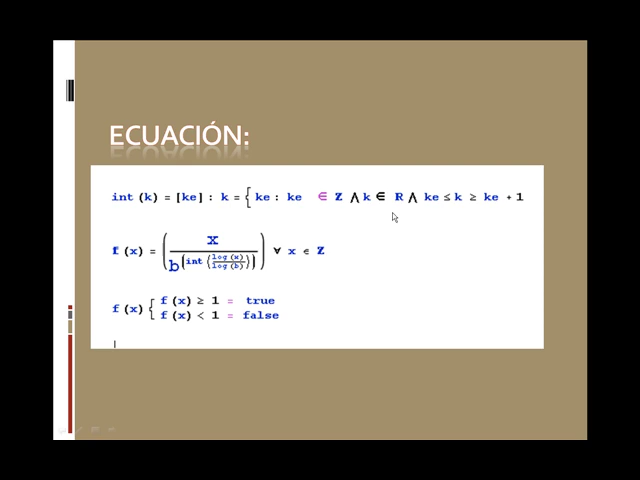 ECUACIÓN:
int (k) = [ke] : k = { ke : ke ∈ Z ∧ k ∈ R ∧ ke ≤ k ≥ ke + 1
f (x) = ( x / b^(int(log (x) / log (b))) ) ∀ x ∈ Z
f (x) { f (x) ≥ 1 = true
f (x) < 1 = false